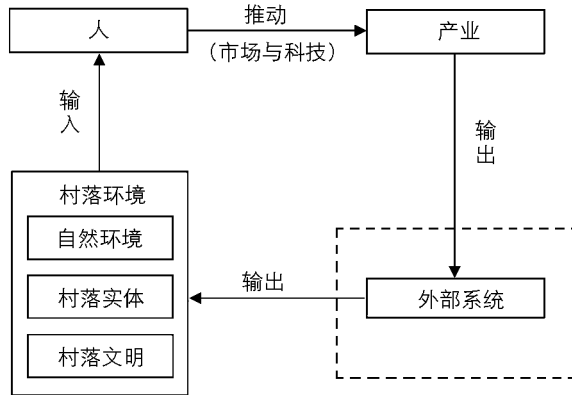 人
推动
（市场与科技）
产业
输入
输出
村落环境
自然环境
村落实体
村落文明
输出
外部系统